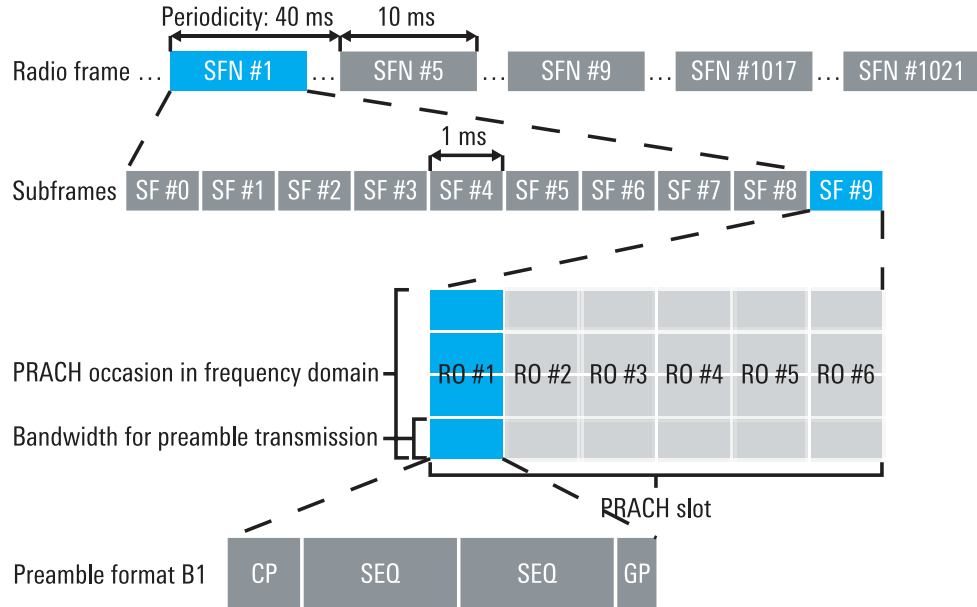 Periodicity: 40 ms 10 ms
Radio frame ... SFN #1 ... SFN #5 ... SFN #9 ... SFN #1017 ... SFN #1021
1 ms
Subframes SF #0 SF #1 SF #2 SF #3 SF #4 SF #5 SF #6 SF #7 SF #8 SF #9
PRACH occasion in frequency domain RO #1 RO #2 RO #3 RO #4 RO #5 RO #6
Bandwidth for preamble transmission
PRACH slot
Preamble format B1 CP SEQ SEQ GP